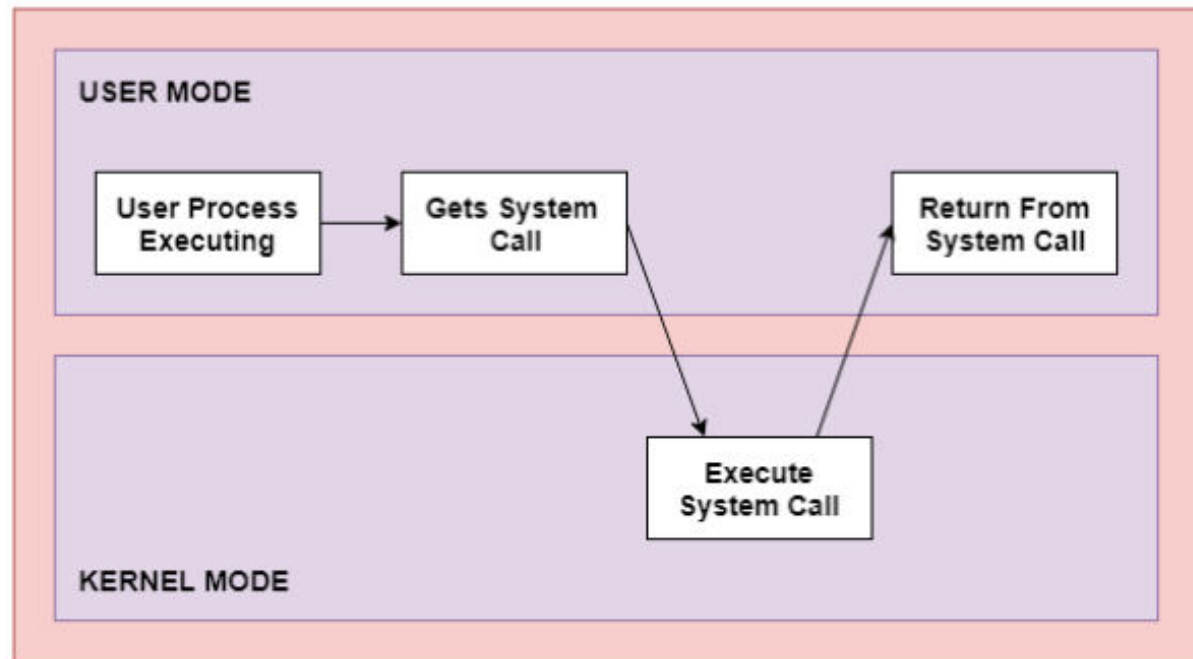 USER MODE
User Process
Executing
Gets System
Call
Return From
System Call
Execute
System Call
KERNEL MODE